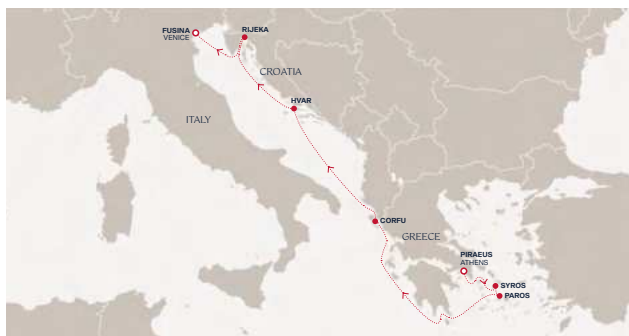 FUSINA
VENICE
RIJEKA
CROATIA
HVAR
ITALY
CORFU
GREECE
PIRAEUS
ATHENS
SYROS
PAROS